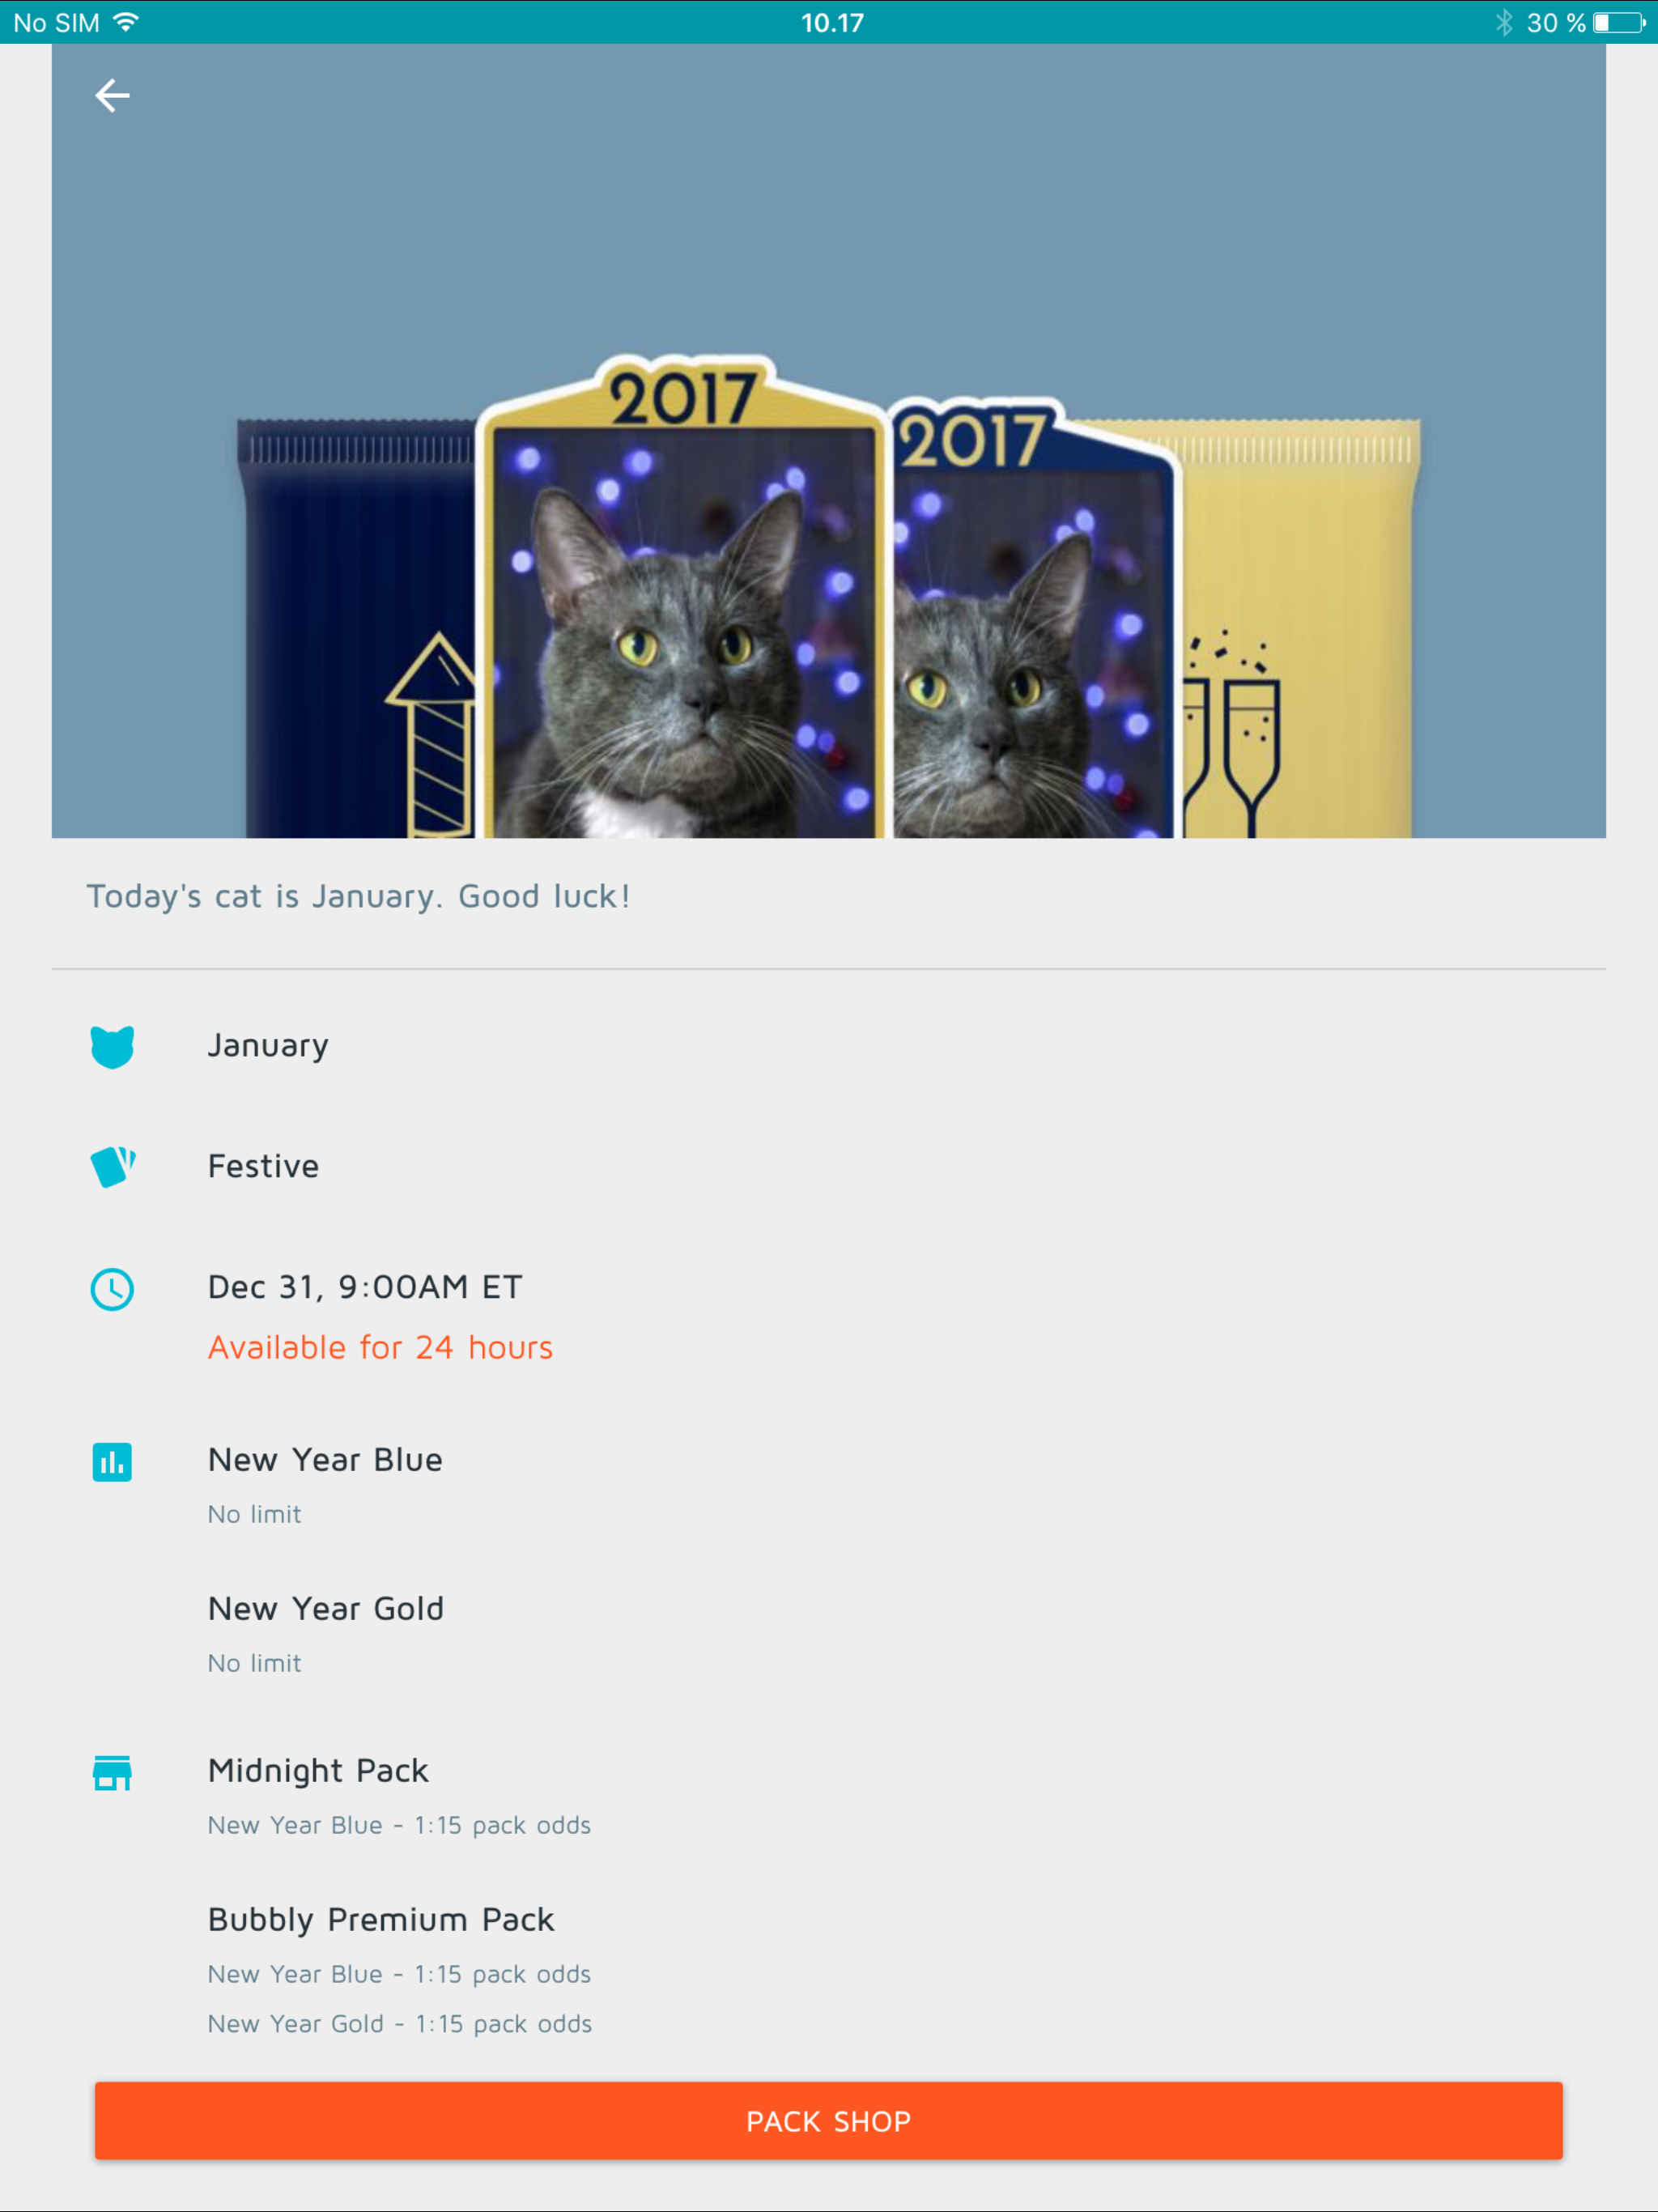 No SIM
10.17
30 %
2017
2017
Today's cat is January. Good luck!
January
Festive
Dec 31, 9:00AM ET
Available for 24 hours
New Year Blue
No limit
New Year Gold
No limit
Midnight Pack
New Year Blue - 1:15 pack odds
Bubbly Premium Pack
New Year Blue - 1:15 pack odds
New Year Gold - 1:15 pack odds
PACK SHOP